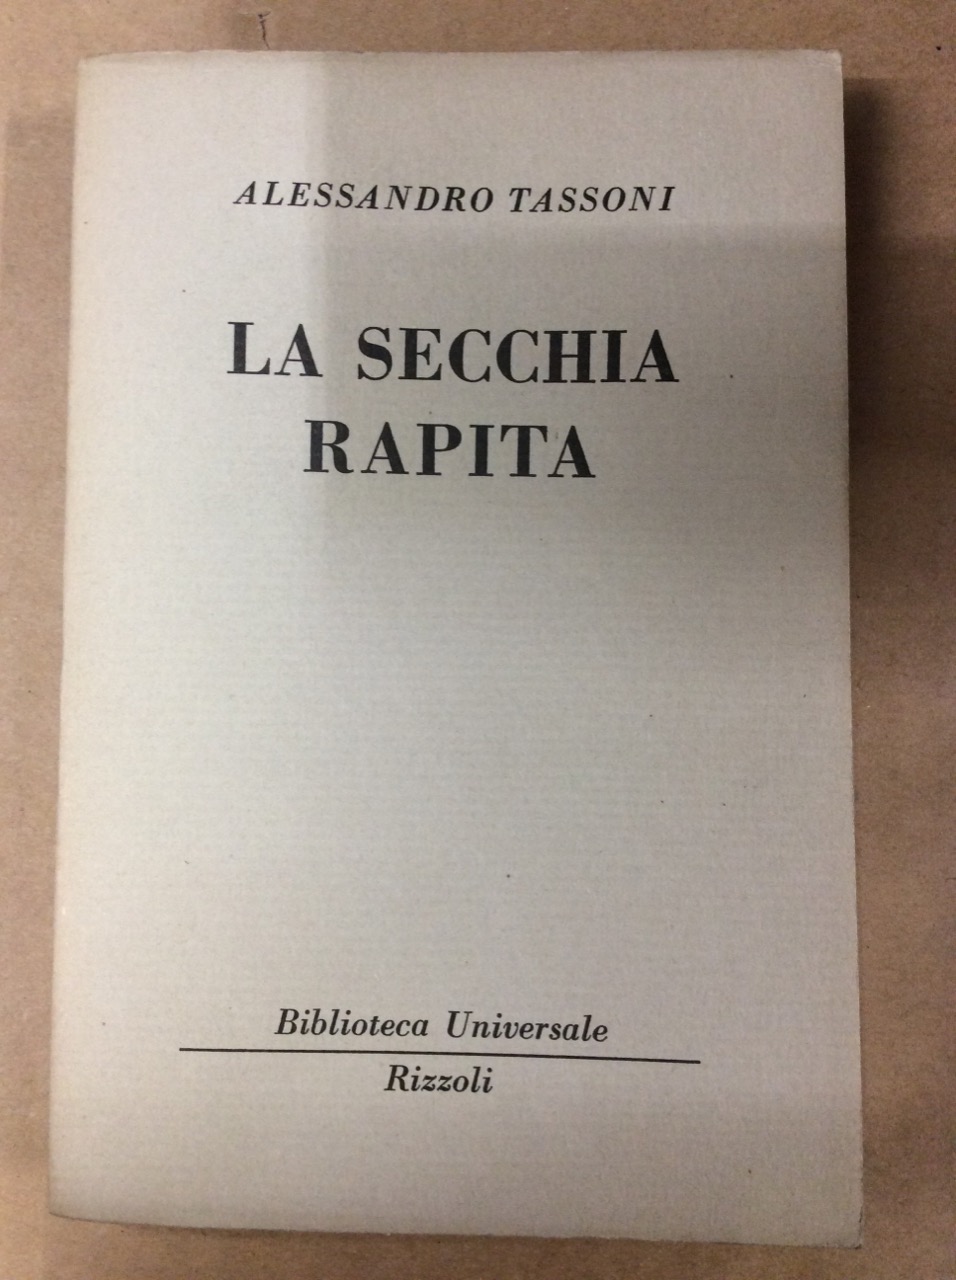 ALESSANDRO TASSONI
LA SECCHIA
RAPITA
Biblioteca Universale
Rizzoli